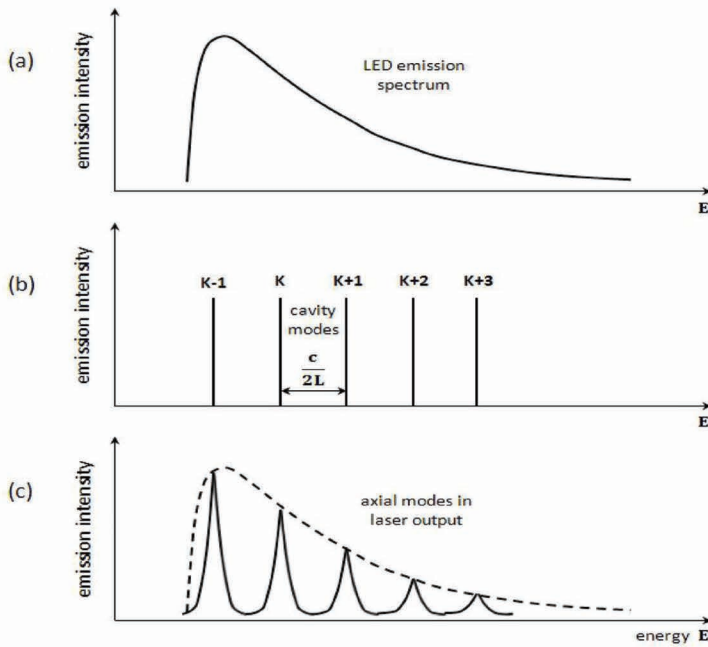 (a)
emission intensity
LED emission
spectrum
E
(b)
emission intensity
K-1 K K+1 K+2 K+3
cavity
modes
c
2L
E
(c)
emission intensity
axial modes in
laser output
energy E